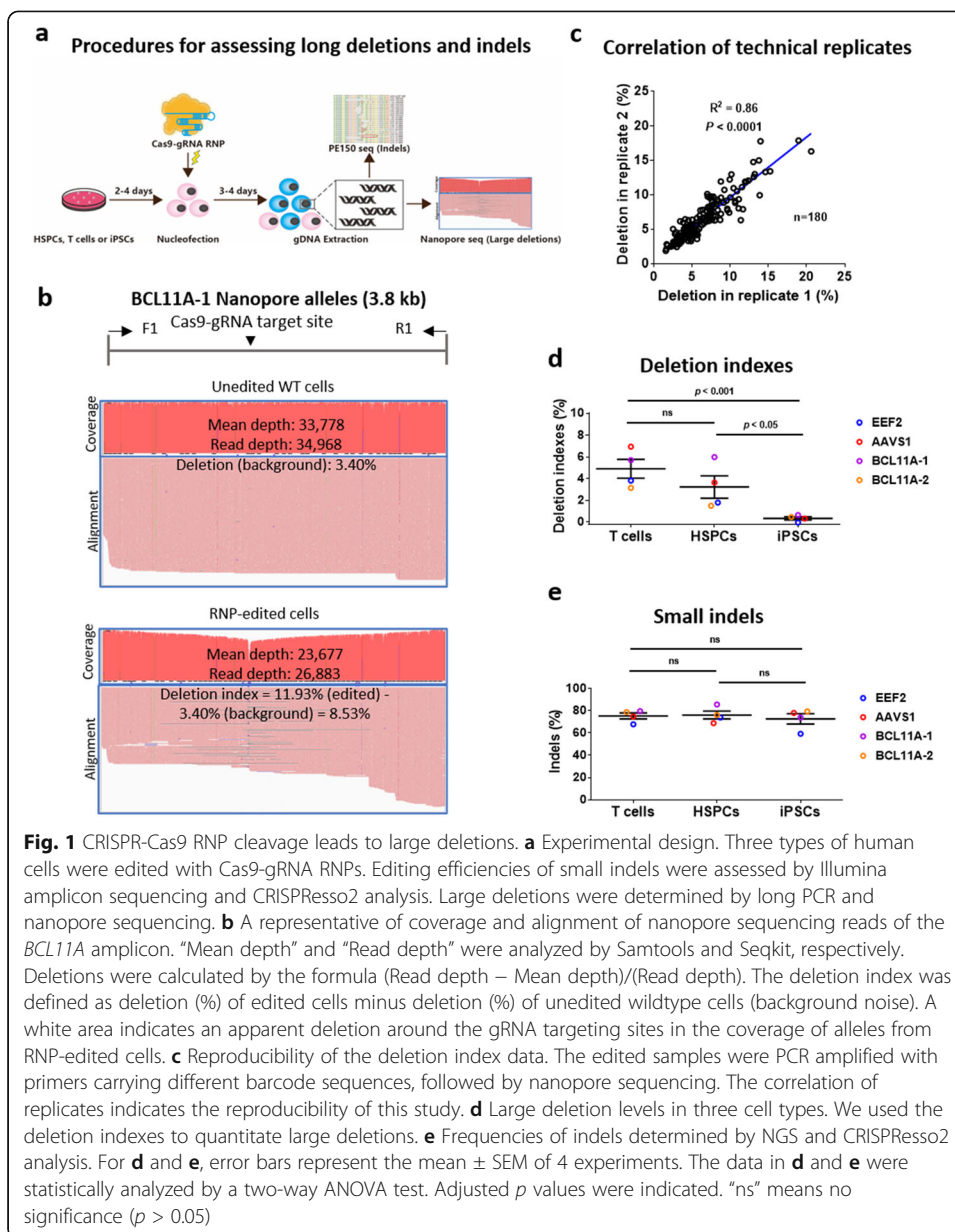 a Procedures for assessing long deletions and indels
Cas9-gRNA RNP
PE150 seq (Indels)
2-4 days
3-4 days
Coverage
Alignment
HSPCs, T cells or iPSCs
Nucleofection
gDNA Extraction
Nanopore seq (Large deletions)
b BCL11A-1 Nanopore alleles (3.8 kb)
F1
Cas9-gRNA target site
R1
Unedited WT cells
Coverage
Mean depth: 33,778
Read depth: 34,968
Deletion (background): 3.40%
Alignment
RNP-edited cells
Coverage
Mean depth: 23,677
Read depth: 26,883
Deletion index = 11.93% (edited) -
3.40% (background) = 8.53%
Alignment
c Correlation of technical replicates
Deletion in replicate 2 (%)
25
20
15
10
5
0
R² = 0.86
P < 0.0001
n=180
0 5 10 15 20 25
Deletion in replicate 1 (%)
d Deletion indexes
p < 0.001
ns
p < 0.05
Deletion indexes (%)
10
8
6
4
2
0
T cells HSPCs iPSCs
EEF2
AAVS1
BCL11A-1
BCL11A-2
e Small indels
ns
ns
ns
Indels (%)
100
80
60
40
20
0
T cells HSPCs iPSCs
EEF2
AAVS1
BCL11A-1
BCL11A-2
Fig. 1 CRISPR-Cas9 RNP cleavage leads to large deletions. a Experimental design. Three types of human
cells were edited with Cas9-gRNA RNPs. Editing efficiencies of small indels were assessed by Illumina
amplicon sequencing and CRISPResso2 analysis. Large deletions were determined by long PCR and
nanopore sequencing. b A representative of coverage and alignment of nanopore sequencing reads of the
BCL11A amplicon. “Mean depth” and “Read depth” were analyzed by Samtools and Seqkit, respectively.
Deletions were calculated by the formula (Read depth − Mean depth)/(Read depth). The deletion index was
defined as deletion (%) of edited cells minus deletion (%) of unedited wildtype cells (background noise). A
white area indicates an apparent deletion around the gRNA targeting sites in the coverage of alleles from
RNP-edited cells. c Reproducibility of the deletion index data. The edited samples were PCR amplified with
primers carrying different barcode sequences, followed by nanopore sequencing. The correlation of
replicates indicates the reproducibility of this study. d Large deletion levels in three cell types. We used the
deletion indexes to quantitate large deletions. e Frequencies of indels determined by NGS and CRISPResso2
analysis. For d and e, error bars represent the mean ± SEM of 4 experiments. The data in d and e were
statistically analyzed by a two-way ANOVA test. Adjusted p values were indicated. “ns” means no
significance (p > 0.05)